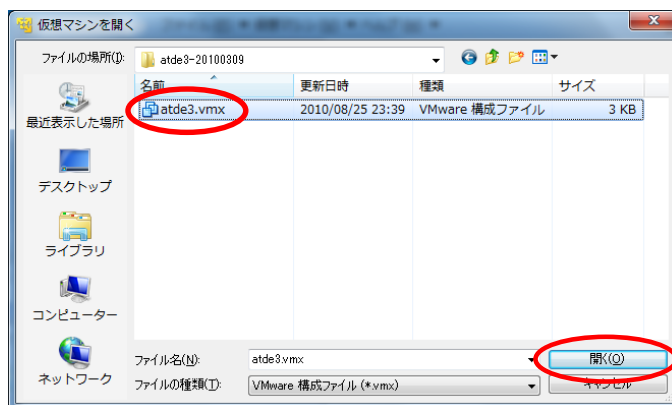 仮想マシンを開く
ファイルの場所(I):
atde3-20100309
名前
更新日時
種類
サイズ
atde3.vmx
2010/08/25 23:39
VMware 構成ファイル
3 KB
最近表示した場所
デスクトップ
ライブラリ
コンピューター
ネットワーク
ファイル名(N):
atde3.vmx
開く(O)
ファイルの種類(T):
VMware 構成ファイル (*.vmx)
キャンセル